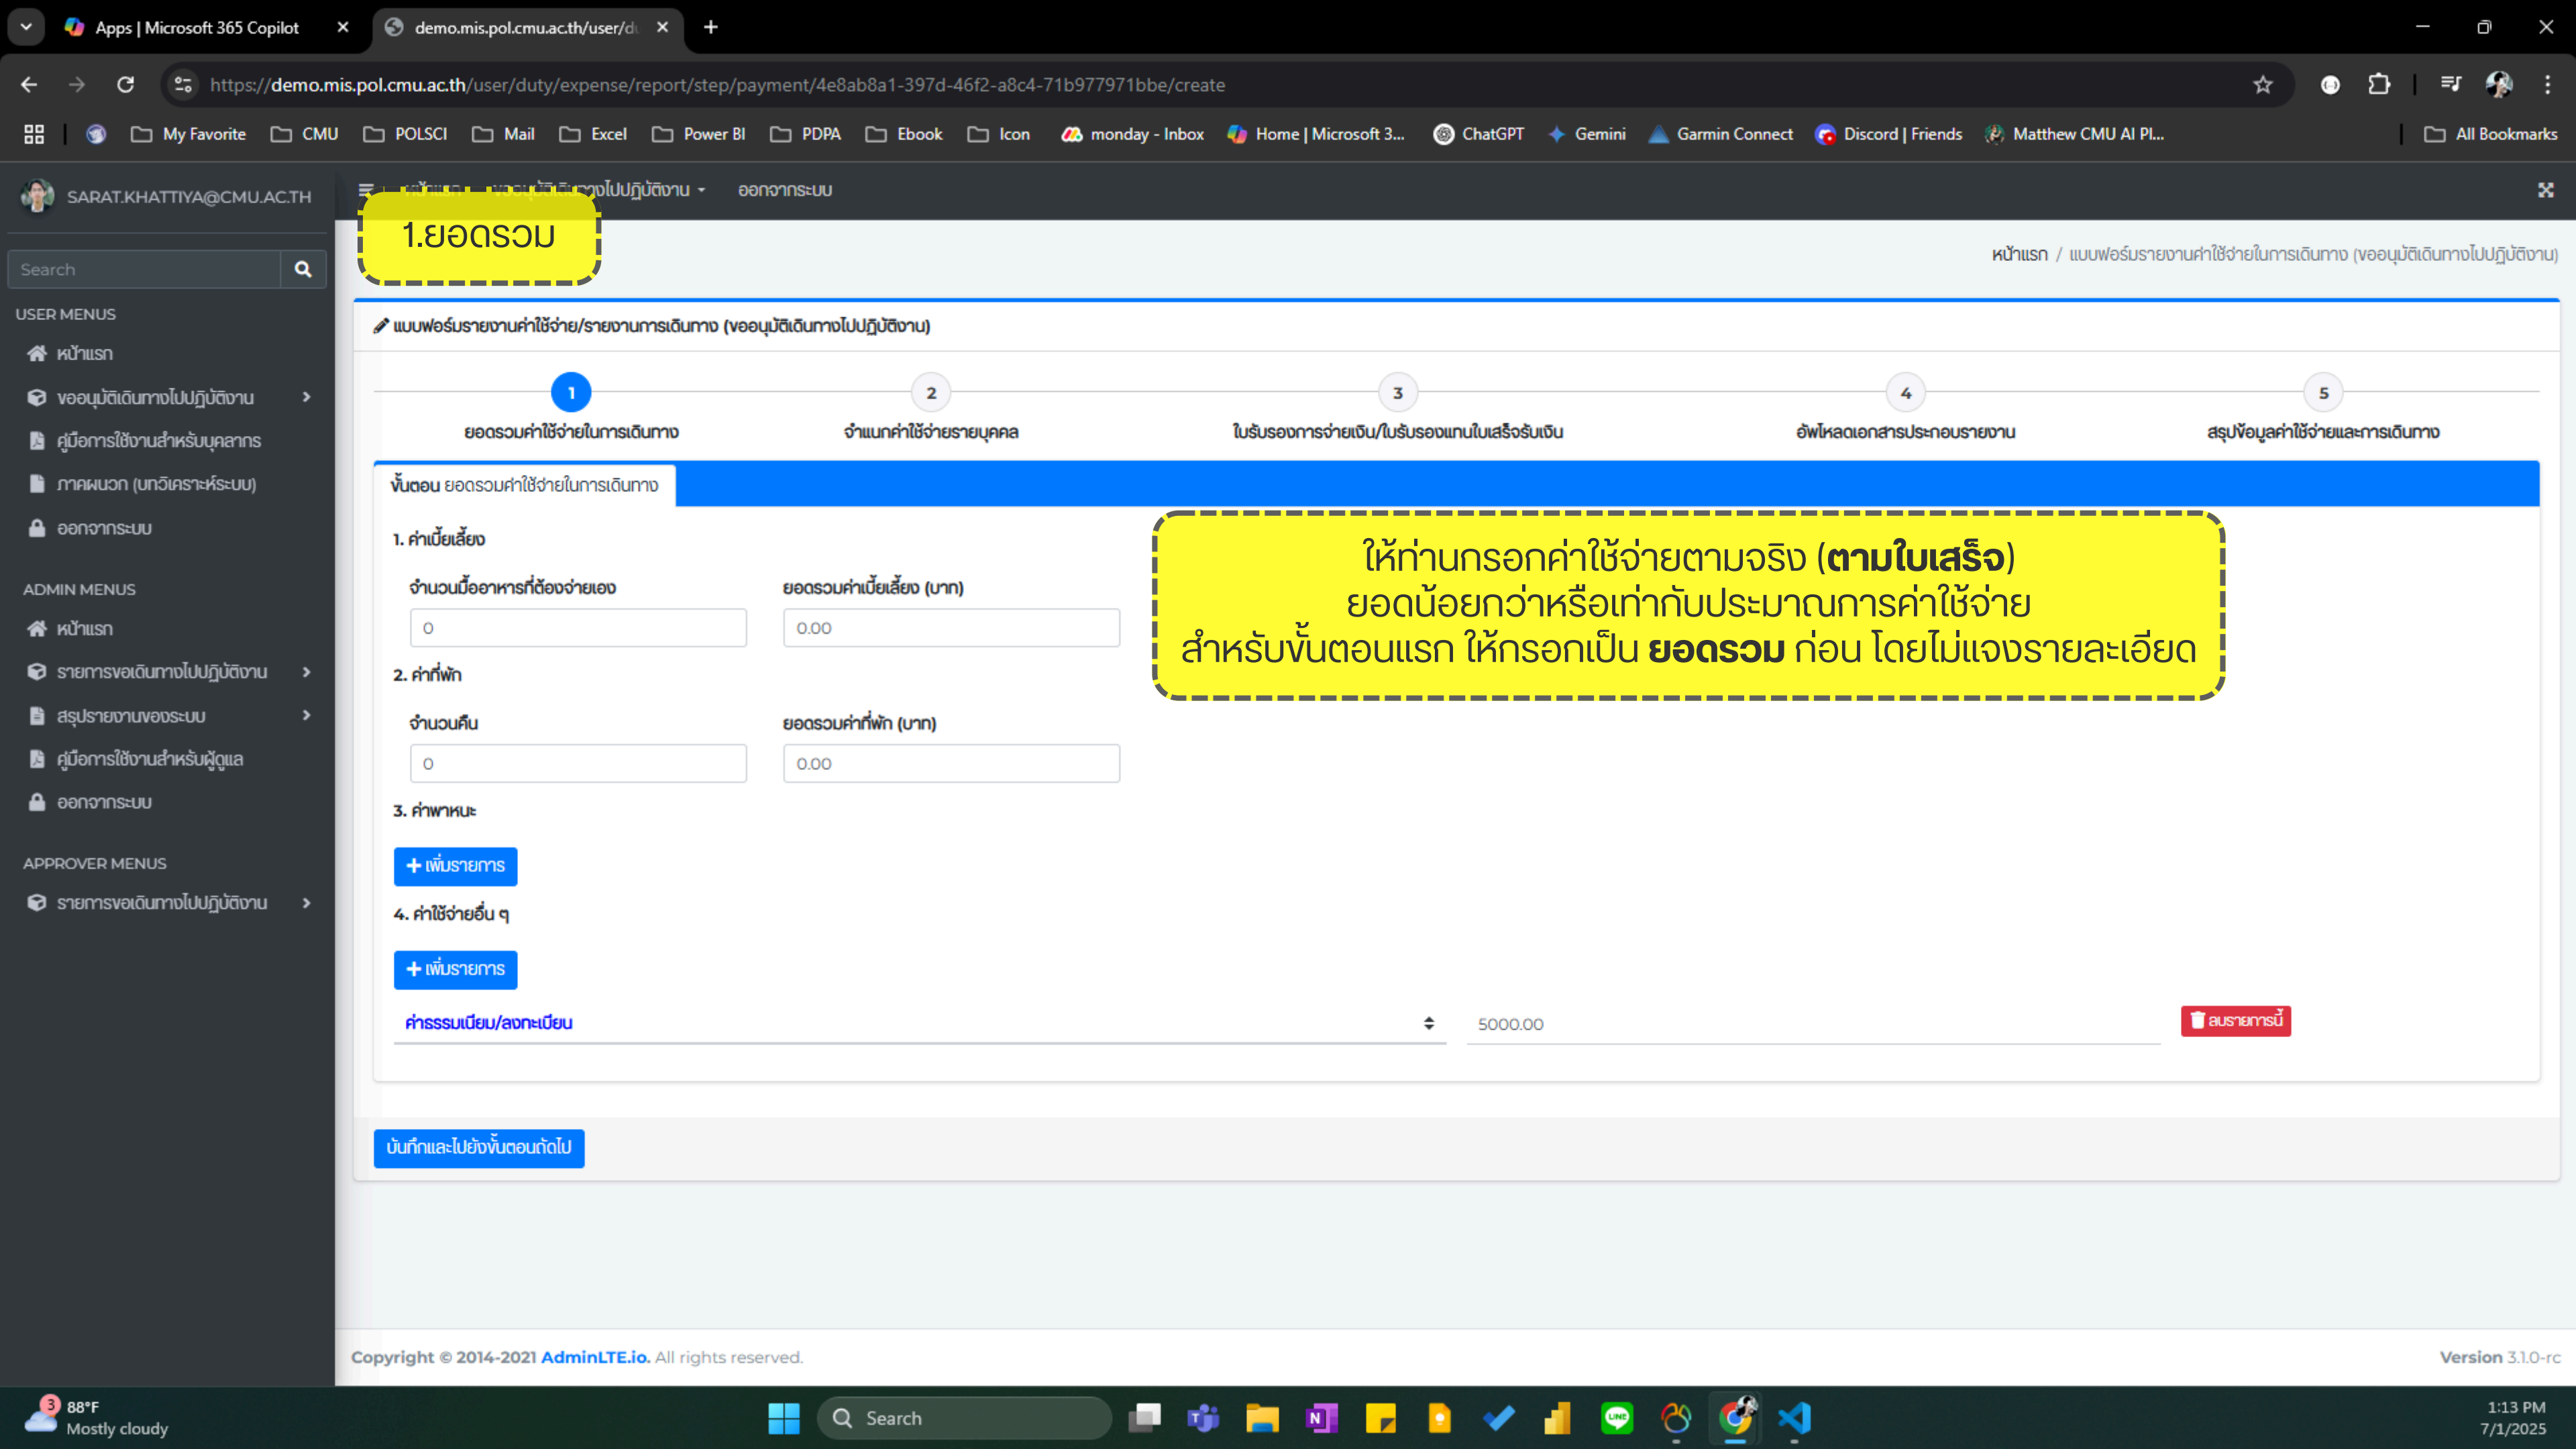 Apps | Microsoft 365 Copilot
demo.mis.pol.cmu.ac.th/user/d
https://demo.mis.pol.cmu.ac.th/user/duty/expense/report/step/payment/4e8ab8a1-397d-46f2-a8c4-71b977971bbe/create
My Favorite CMU POLSCI Mail Excel Power BI PDPA Ebook Icon monday - Inbox Home | Microsoft 3... ChatGPT Gemini Garmin Connect Discord | Friends Matthew CMU AI Pl... All Bookmarks
SARAT.KHATTIYA@CMU.AC.TH
ออกจากระบบ
1.ยอดรวม
Search
หน้าแรก / แบบฟอร์มรายงานค่าใช้จ่ายในการเดินทาง (ขออนุมัติเดินทางไปปฏิบัติงาน)
USER MENUS
หน้าแรก
ขออนุมัติเดินทางไปปฏิบัติงาน
คู่มือการใช้งานสำหรับบุคลากร
ภาคผนวก (บทวิเคราะห์ระบบ)
ออกจากระบบ
ADMIN MENUS
หน้าแรก
รายการขอเดินทางไปปฏิบัติงาน
สรุปรายงานของระบบ
คู่มือการใช้งานสำหรับผู้ดูแล
ออกจากระบบ
APPROVER MENUS
รายการขอเดินทางไปปฏิบัติงาน
แบบฟอร์มรายงานค่าใช้จ่าย/รายงานการเดินทาง (ขออนุมัติเดินทางไปปฏิบัติงาน)
1 2 3 4 5
ยอดรวมค่าใช้จ่ายในการเดินทาง จำแนกค่าใช้จ่ายรายบุคคล ใบรับรองการจ่ายเงิน/ใบรับรองแทนใบเสร็จรับเงิน อัพโหลดเอกสารประกอบรายงาน สรุปข้อมูลค่าใช้จ่ายและการเดินทาง
ขั้นตอน ยอดรวมค่าใช้จ่ายในการเดินทาง
1. ค่าเบี้ยเลี้ยง
จำนวนมื้ออาหารที่ต้องจ่ายเอง ยอดรวมค่าเบี้ยเลี้ยง (บาท)
0 0.00
ให้ท่านกรอกค่าใช้จ่ายตามจริง (ตามใบเสร็จ)
ยอดน้อยกว่าหรือเท่ากับประมาณการค่าใช้จ่าย
สำหรับขั้นตอนแรก ให้กรอกเป็น ยอดรวม ก่อน โดยไม่แจงรายละเอียด
2. ค่าที่พัก
จำนวนคืน ยอดรวมค่าที่พัก (บาท)
0 0.00
3. ค่าพาหนะ
เพิ่มรายการ
4. ค่าใช้จ่ายอื่น ๆ
เพิ่มรายการ
ค่าธรรมเนียม/ลงทะเบียน 5000.00 ลบรายการนี้
บันทึกและไปยังขั้นตอนถัดไป
Copyright © 2014-2021 AdminLTE.io. All rights reserved. Version 3.1.0-rc
3
88°F
Mostly cloudy
Search
LINE
1:13 PM
7/1/2025